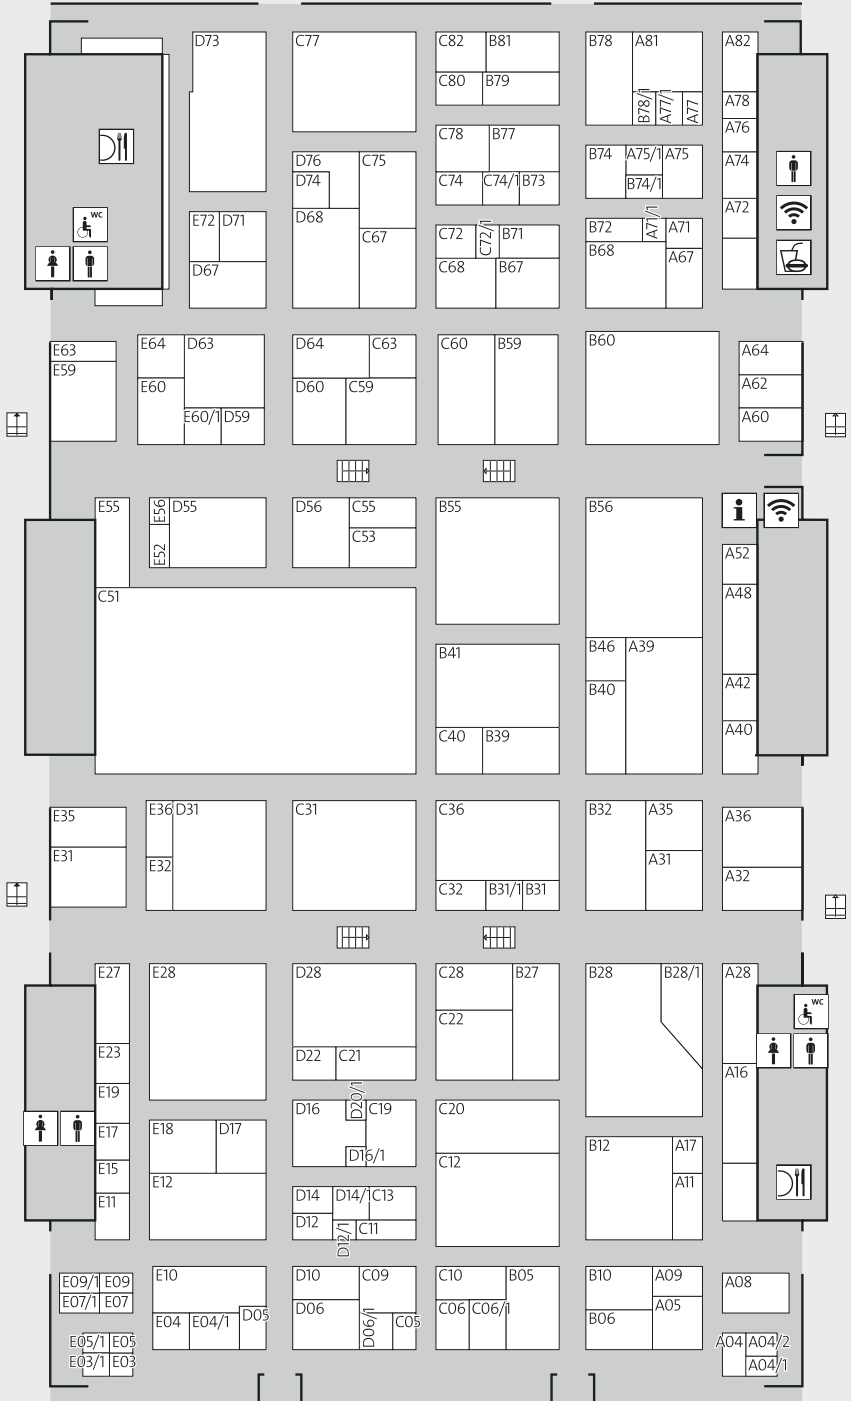 D73
C77
C82 B81
C80 B79
B78 A81
B78/1 A77/1 A77
A82
A78
A76
A74
A72
C78 B77
C74 C74/1 B73
B74 A75/1 A75
B74/1
D76 C75
D74
D68
C67
E72 D71
D67
WC
C72 C72/1 B71
C68 B67
B72 A71/1 A71
B68 A67
E63
E59
E64 D63
E60
E60/1 D59
D64 C63
D60 C59
C60 B59
B60
A64
A62
A60
E55
E56 D55
E52
D56 C55
C53
B55
B56
A52
A48
A42
A40
C51
B41
C40 B39
B46 A39
B40
E35
E31
E36 D31
E32
C31
C36
C32 B31/1 B31
B32 A35
A31
A36
A32
E27
E23
E19
E17
E15
E11
E28
D28
D22 C21
C28 B27
C22
B28 B28/1
A28
A16
WC
E18 D17
E12
D16 D20/1 C19
D16/1
D14 D14/1 C13
D12 D12/1 C11
C20
C12
B12 A17
A11
E09/1 E09
E07/1 E07
E05/1 E05
E03/1 E03
E10
E04 E04/1 D05
D10 C09
D06 D06/1 C05
C10 B05
C06 C06/1
B10 A09
B06 A05
A08
A04 A04/2
A04/1